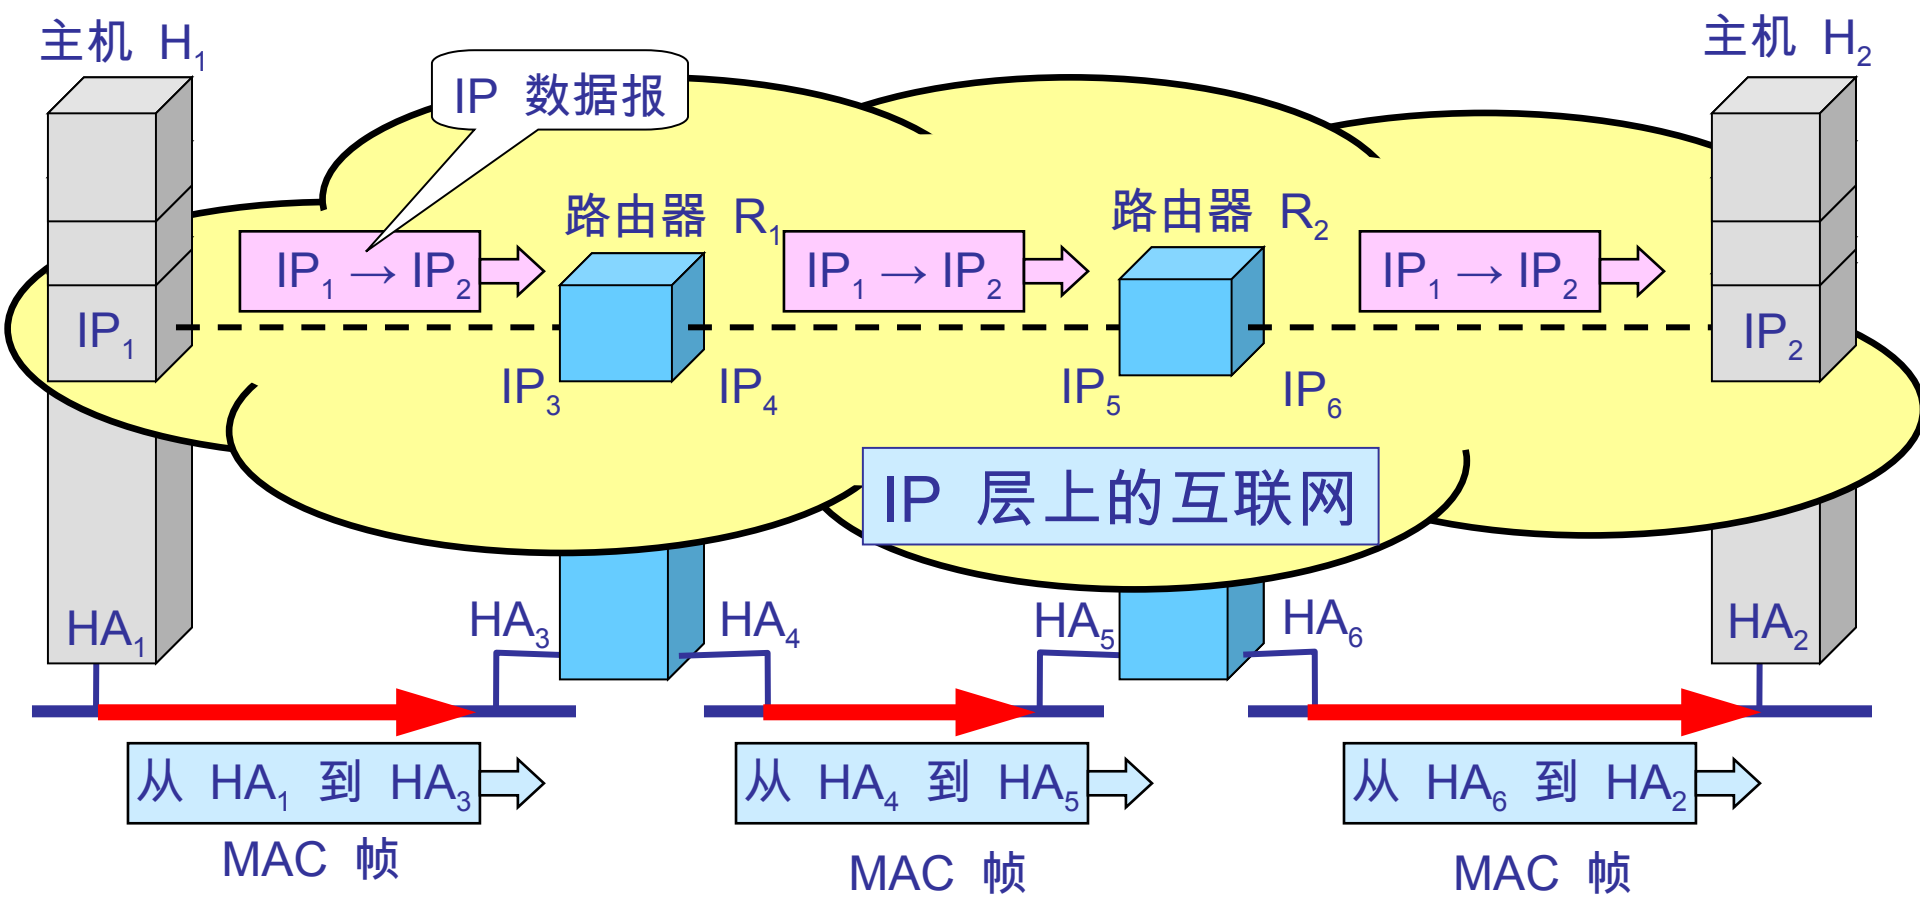 主机 H₁
主机 H₂
IP 数据报
路由器 R₁
路由器 R₂
IP₁ → IP₂
IP₁ → IP₂
IP₁ → IP₂
IP₁
IP₂
IP₃
IP₄
IP₅
IP₆
IP 层上的互联网
HA₁
HA₃
HA₄
HA₅
HA₆
HA₂
从 HA₁ 到 HA₃
从 HA₄ 到 HA₅
从 HA₆ 到 HA₂
MAC 帧
MAC 帧
MAC 帧